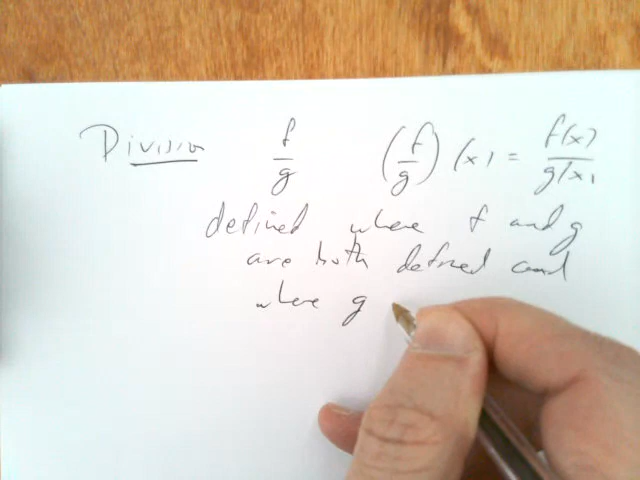 Division f/g (f/g)(x) = f(x)/g(x)
defined where f and g
are both defined and
where g